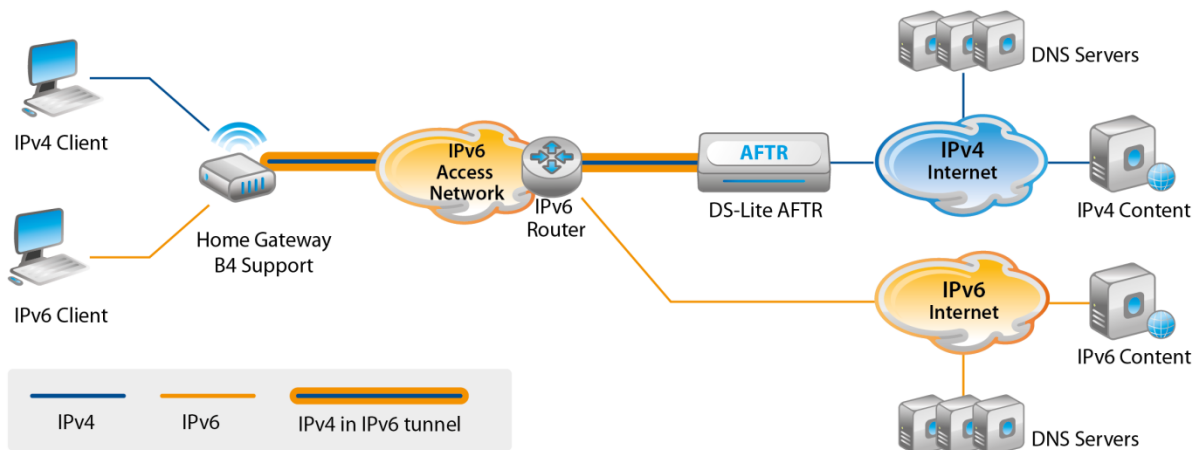 DNS Servers
IPv4 Client
IPv6
Access
Network
AFTR
IPv4
Internet
IPv6
Router
DS-Lite AFTR
IPv4 Content
Home Gateway
B4 Support
IPv6 Client
IPv6
Internet
IPv6 Content
IPv4
IPv6
IPv4 in IPv6 tunnel
DNS Servers